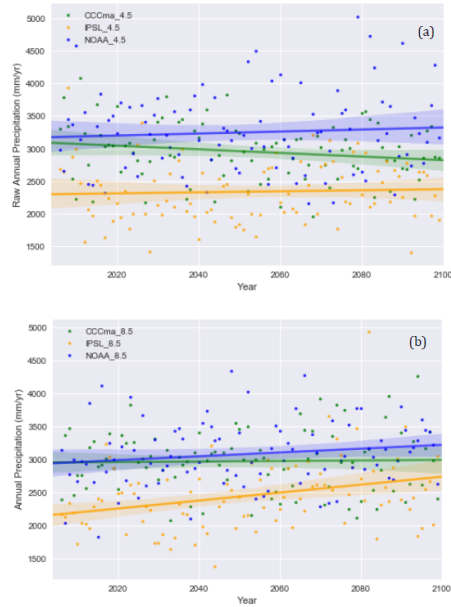 (a)
CCCma_4.5
IPSL_4.5
NOAA_4.5
Raw Annual Precipitation (mm/yr)
5000
4500
4000
3500
3000
2500
2000
1500
2020
2040
2060
2080
2100
Year
(b)
CCCma_8.5
IPSL_8.5
NOAA_8.5
Annual Precipitation (mm/yr)
5000
4500
4000
3500
3000
2500
2000
1500
2020
2040
2060
2080
2100
Year